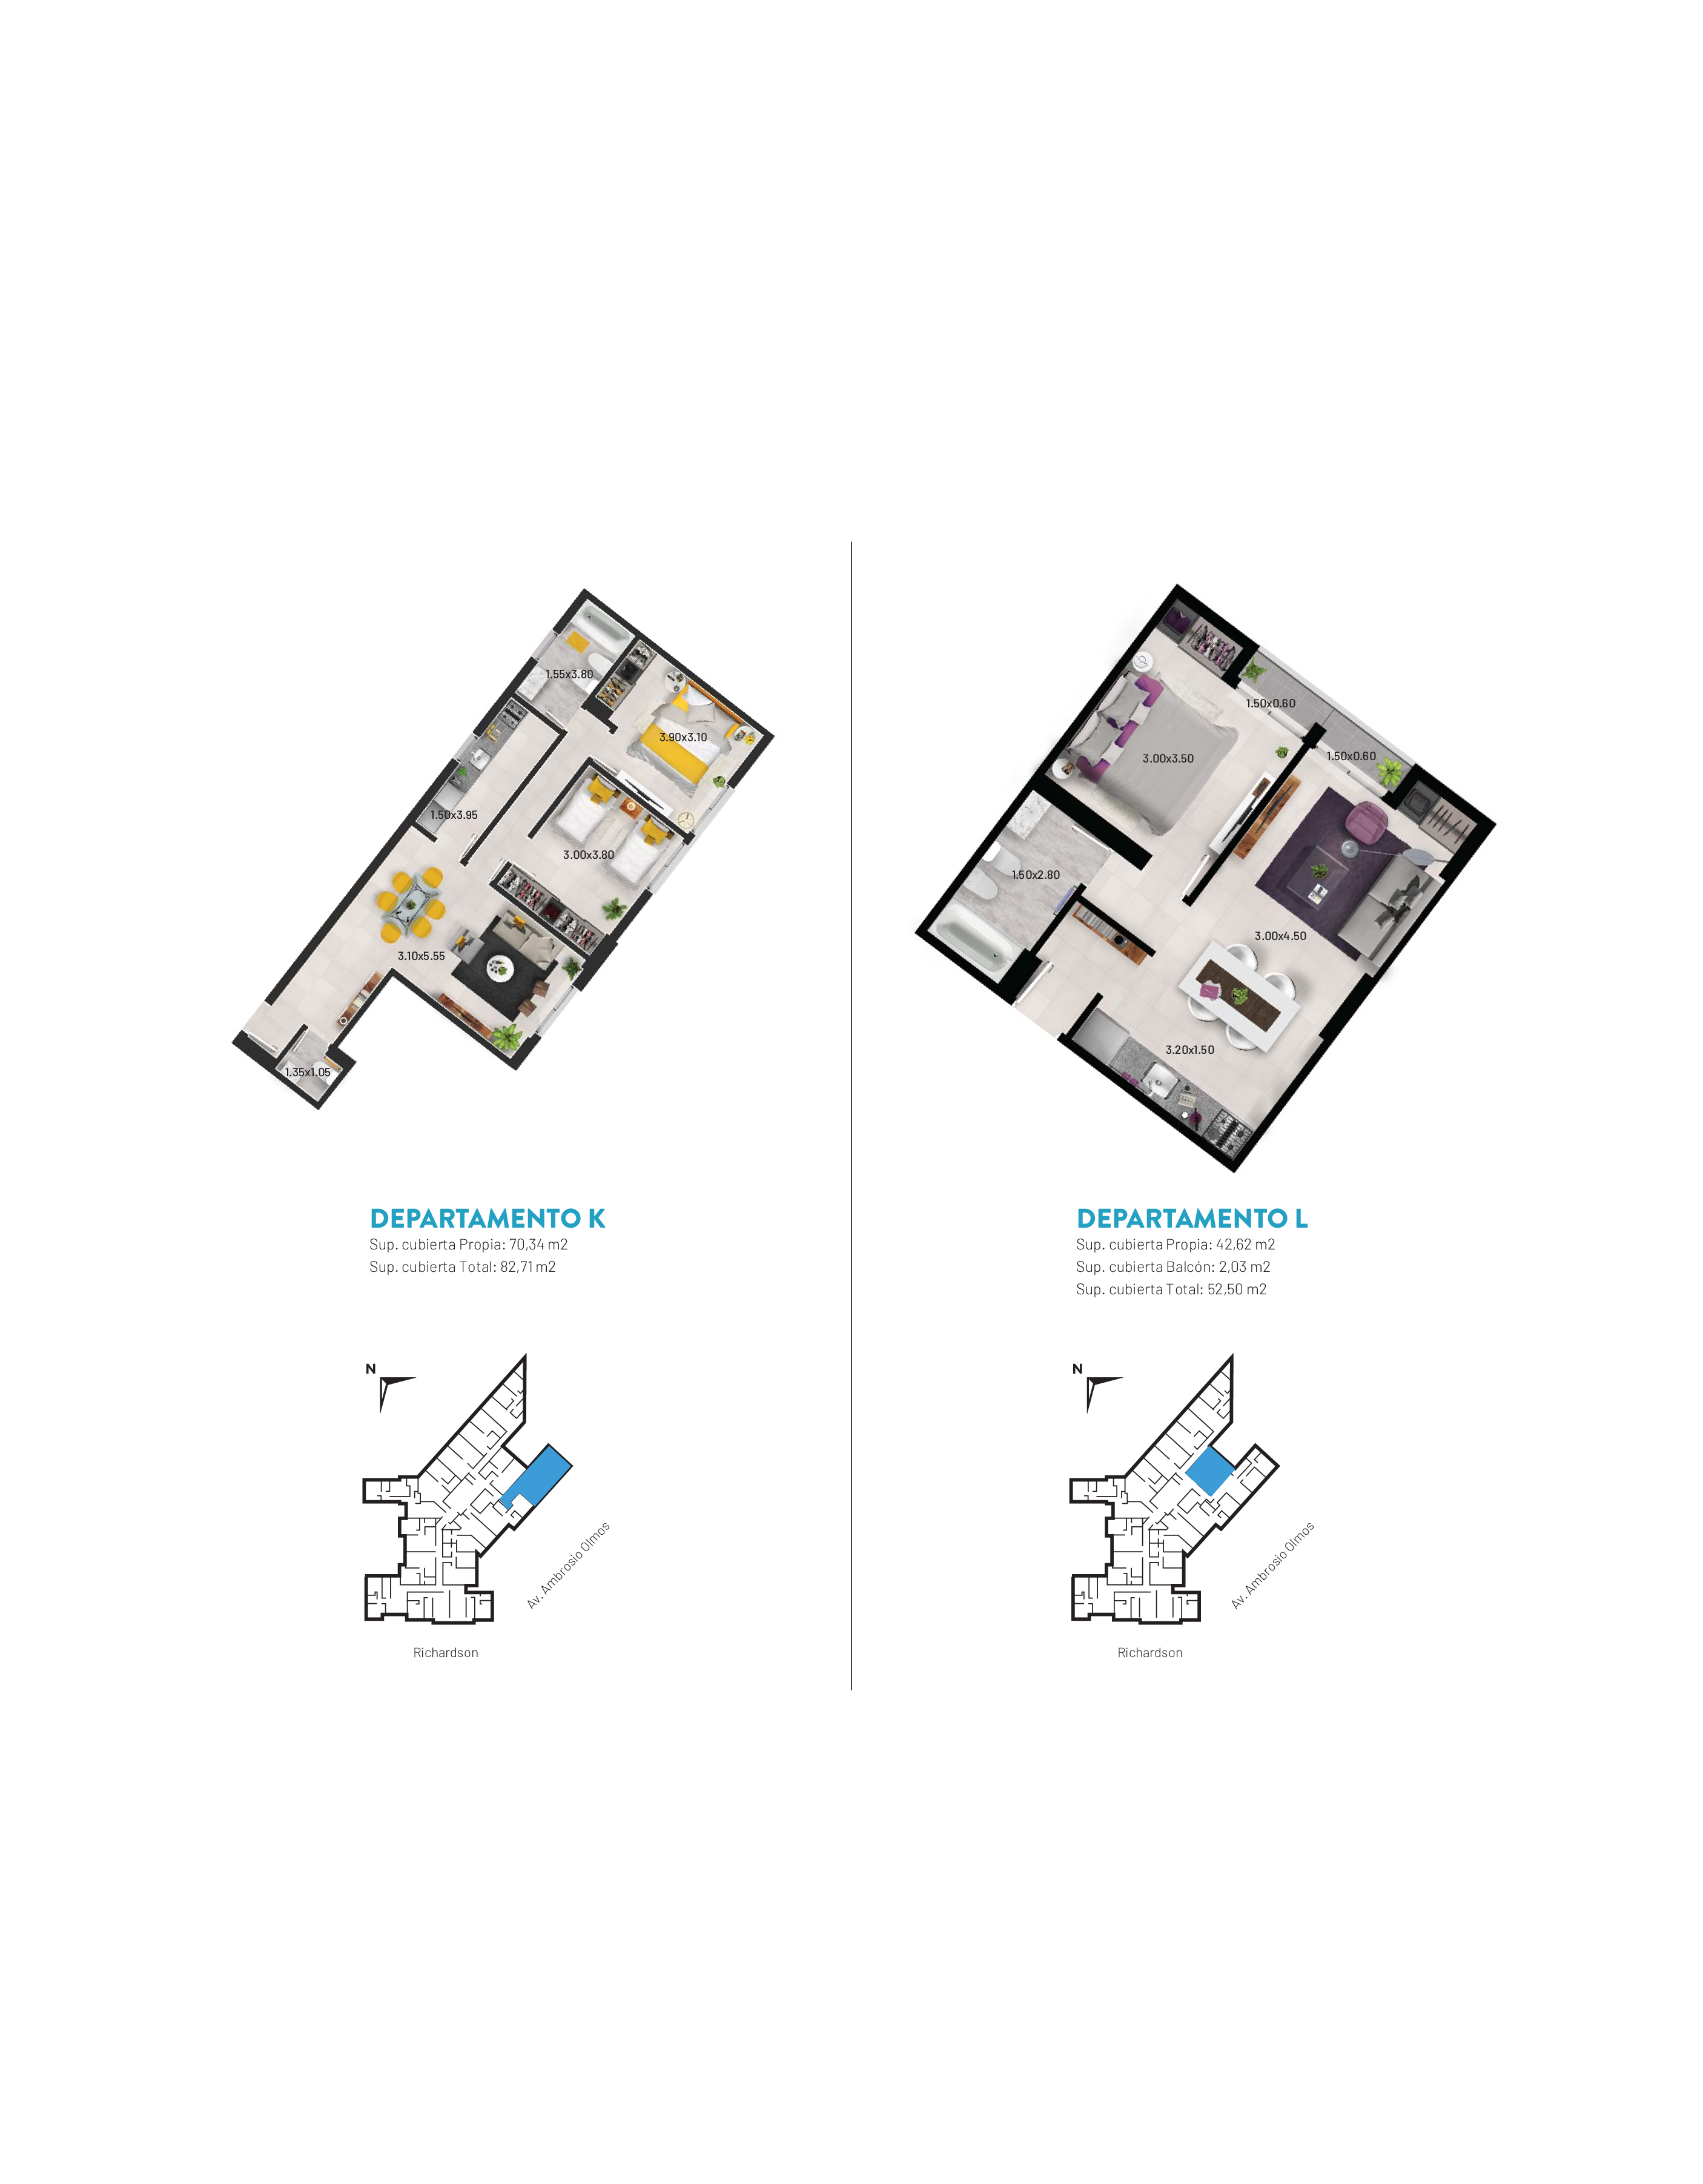 1.55x3.80
3.90x3.10
1.50x3.95
3.00x3.80
3.10x5.55
1.35x1.05
DEPARTAMENTO K
Sup. cubierta Propia: 70,34 m2
Sup. cubierta Total: 82,71 m2
N
Av. Ambrosio Olmos
Richardson
1.50x0.60
1.50x0.60
3.00x3.50
1.50x2.80
3.00x4.50
3.20x1.50
DEPARTAMENTO L
Sup. cubierta Propia: 42,62 m2
Sup. cubierta Balcón: 2,03 m2
Sup. cubierta Total: 52,50 m2
N
Av. Ambrosio Olmos
Richardson